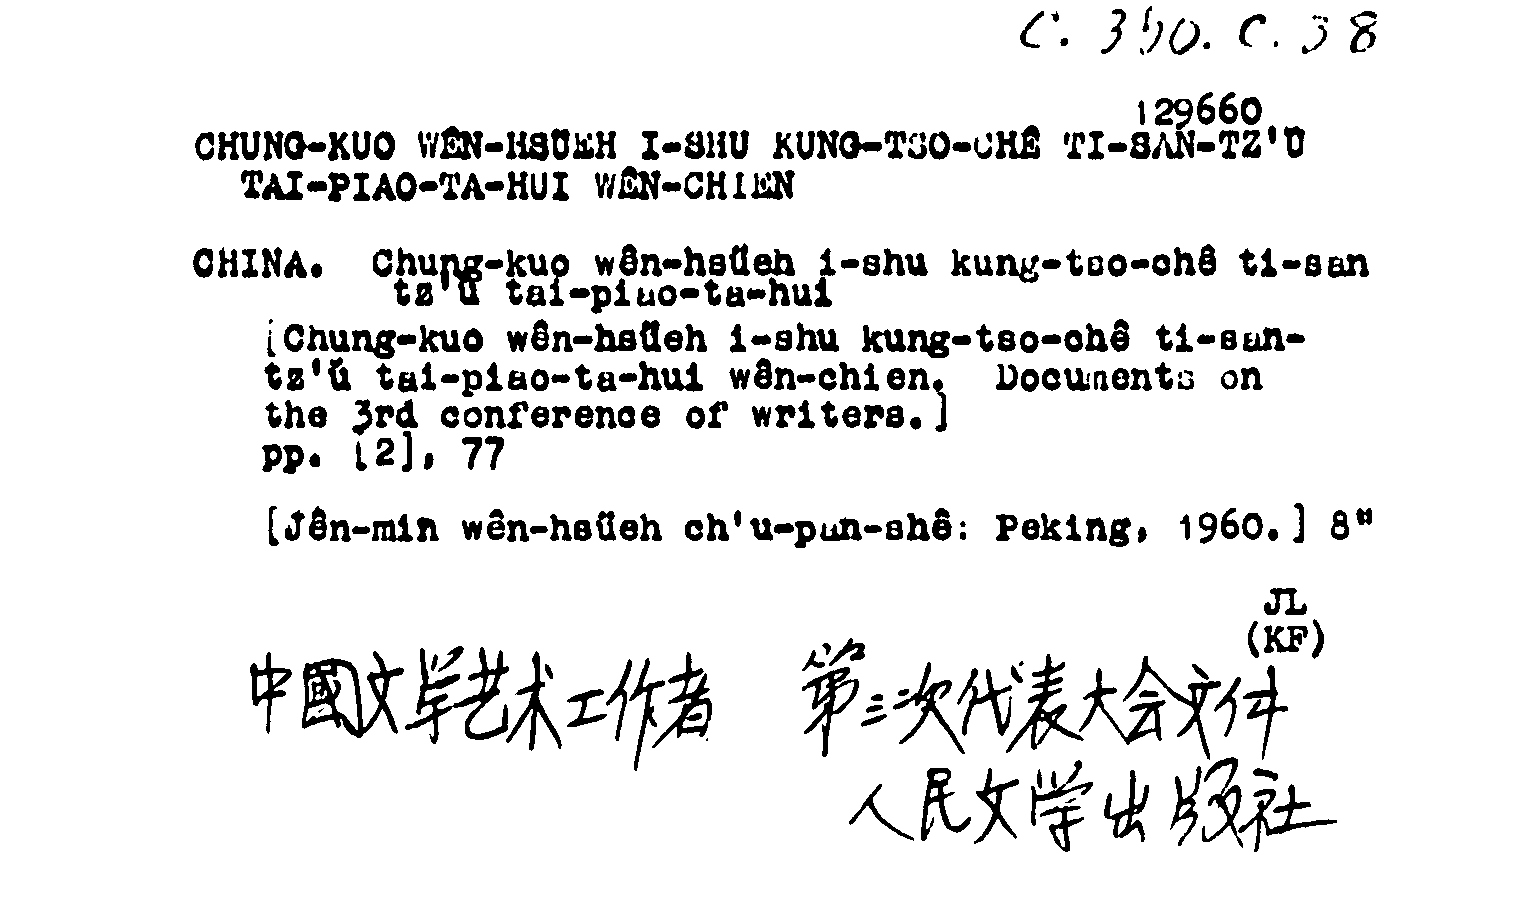 C. 350. C. 38
129660
CHUNG-KUO WÊN-HSÜEH I-SHU KUNG-TSO-CHÊ TI-SAN-TZ'Ŭ
TAI-PIAO-TA-HUI WÊN-CHIEN
CHINA. Chung-kuo wên-hsüeh i-shu kung-tso-chê ti-san
tz'ŭ tai-piao-ta-hui
[Chung-kuo wên-hsüeh i-shu kung-tso-chê ti-san-
tz'ŭ tai-piao-ta-hui wên-chien. Documents on
the 3rd conference of writers.]
pp. [2], 77
[Jên-min wên-hsüeh ch'u-pan-shê: Peking, 1960.] 8"
JL
(KF)
中國文学艺术工作者 第三次代表大会文件
人民文学出版社